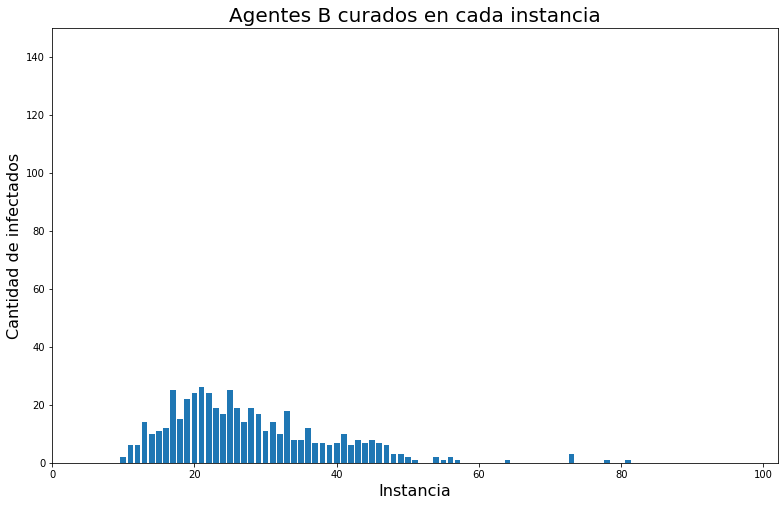 Agentes B curados en cada instancia
140
120
100
80
60
40
20
0
Cantidad de infectados
0 20 40 60 80 100
Instancia